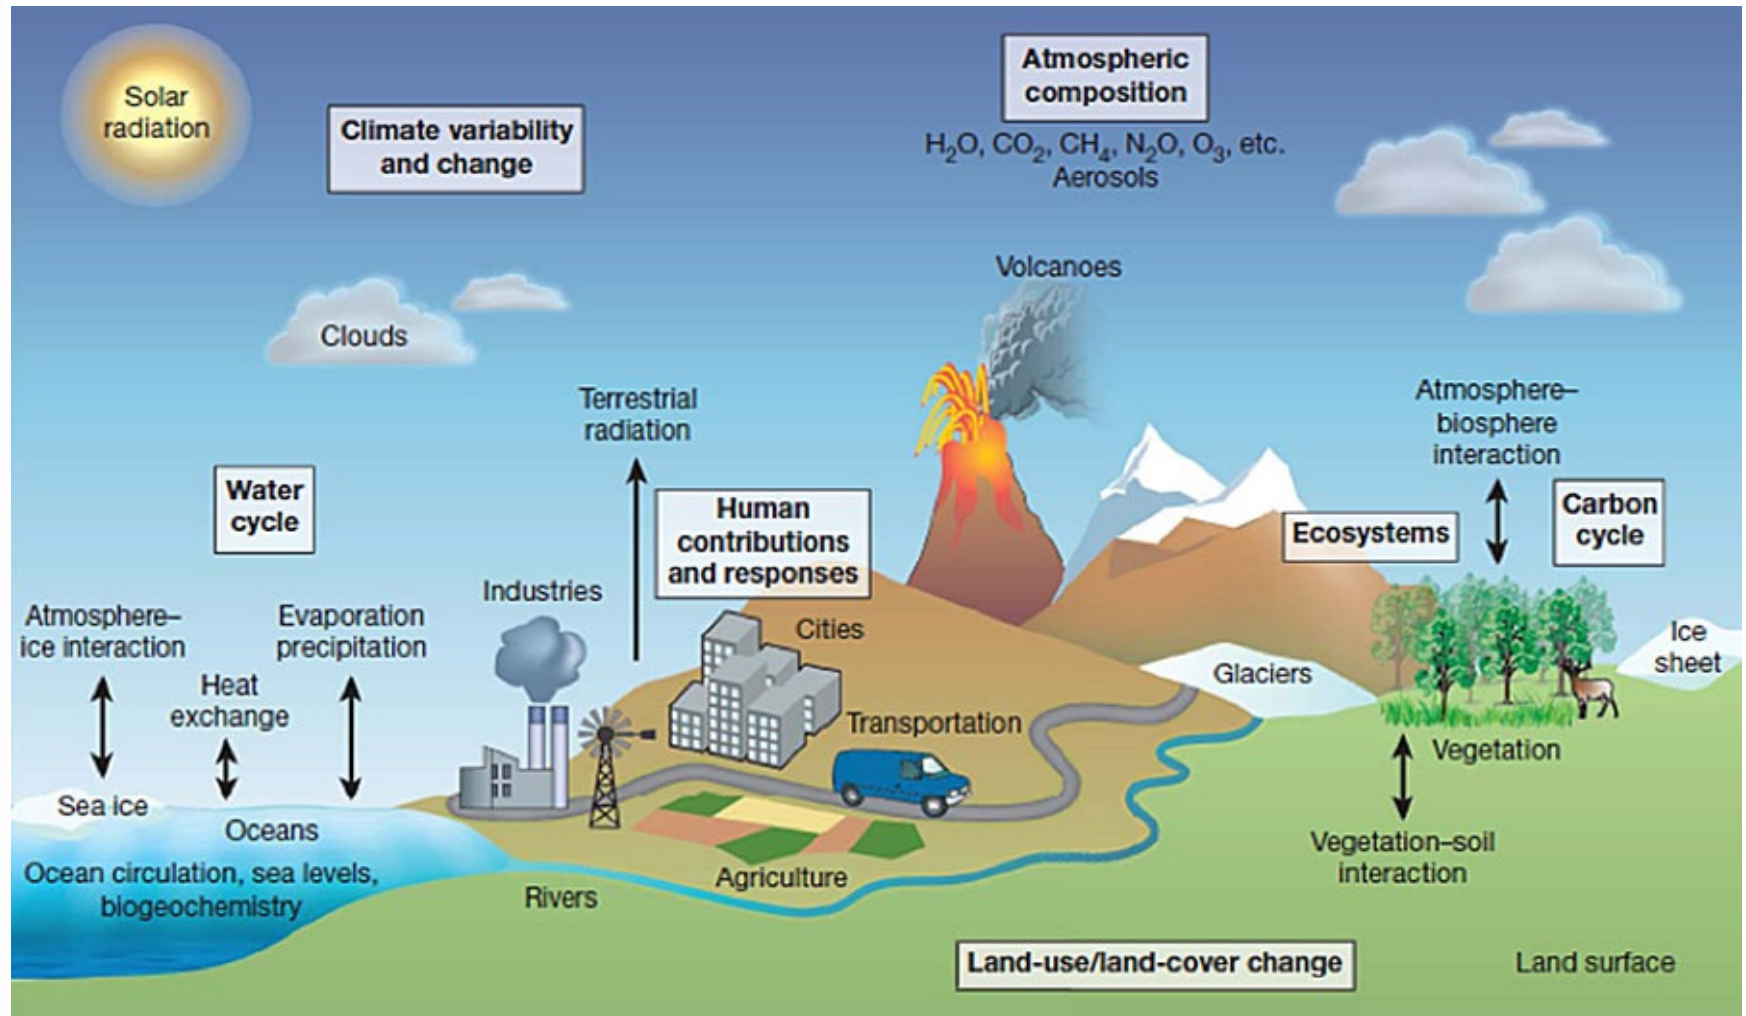 Solar
radiation
Climate variability
and change
Atmospheric
composition
H₂O, CO₂, CH₄, N₂O, O₃, etc.
Aerosols
Volcanoes
Clouds
Terrestrial
radiation
Atmosphere–
biosphere
interaction
Water
cycle
Human
contributions
and responses
Ecosystems
Carbon
cycle
Industries
Atmosphere–
ice interaction
Evaporation
precipitation
Heat
exchange
Cities
Glaciers
Ice
sheet
Transportation
Vegetation
Sea ice
Oceans
Ocean circulation, sea levels,
biogeochemistry
Rivers
Agriculture
Vegetation–soil
interaction
Land-use/land-cover change
Land surface